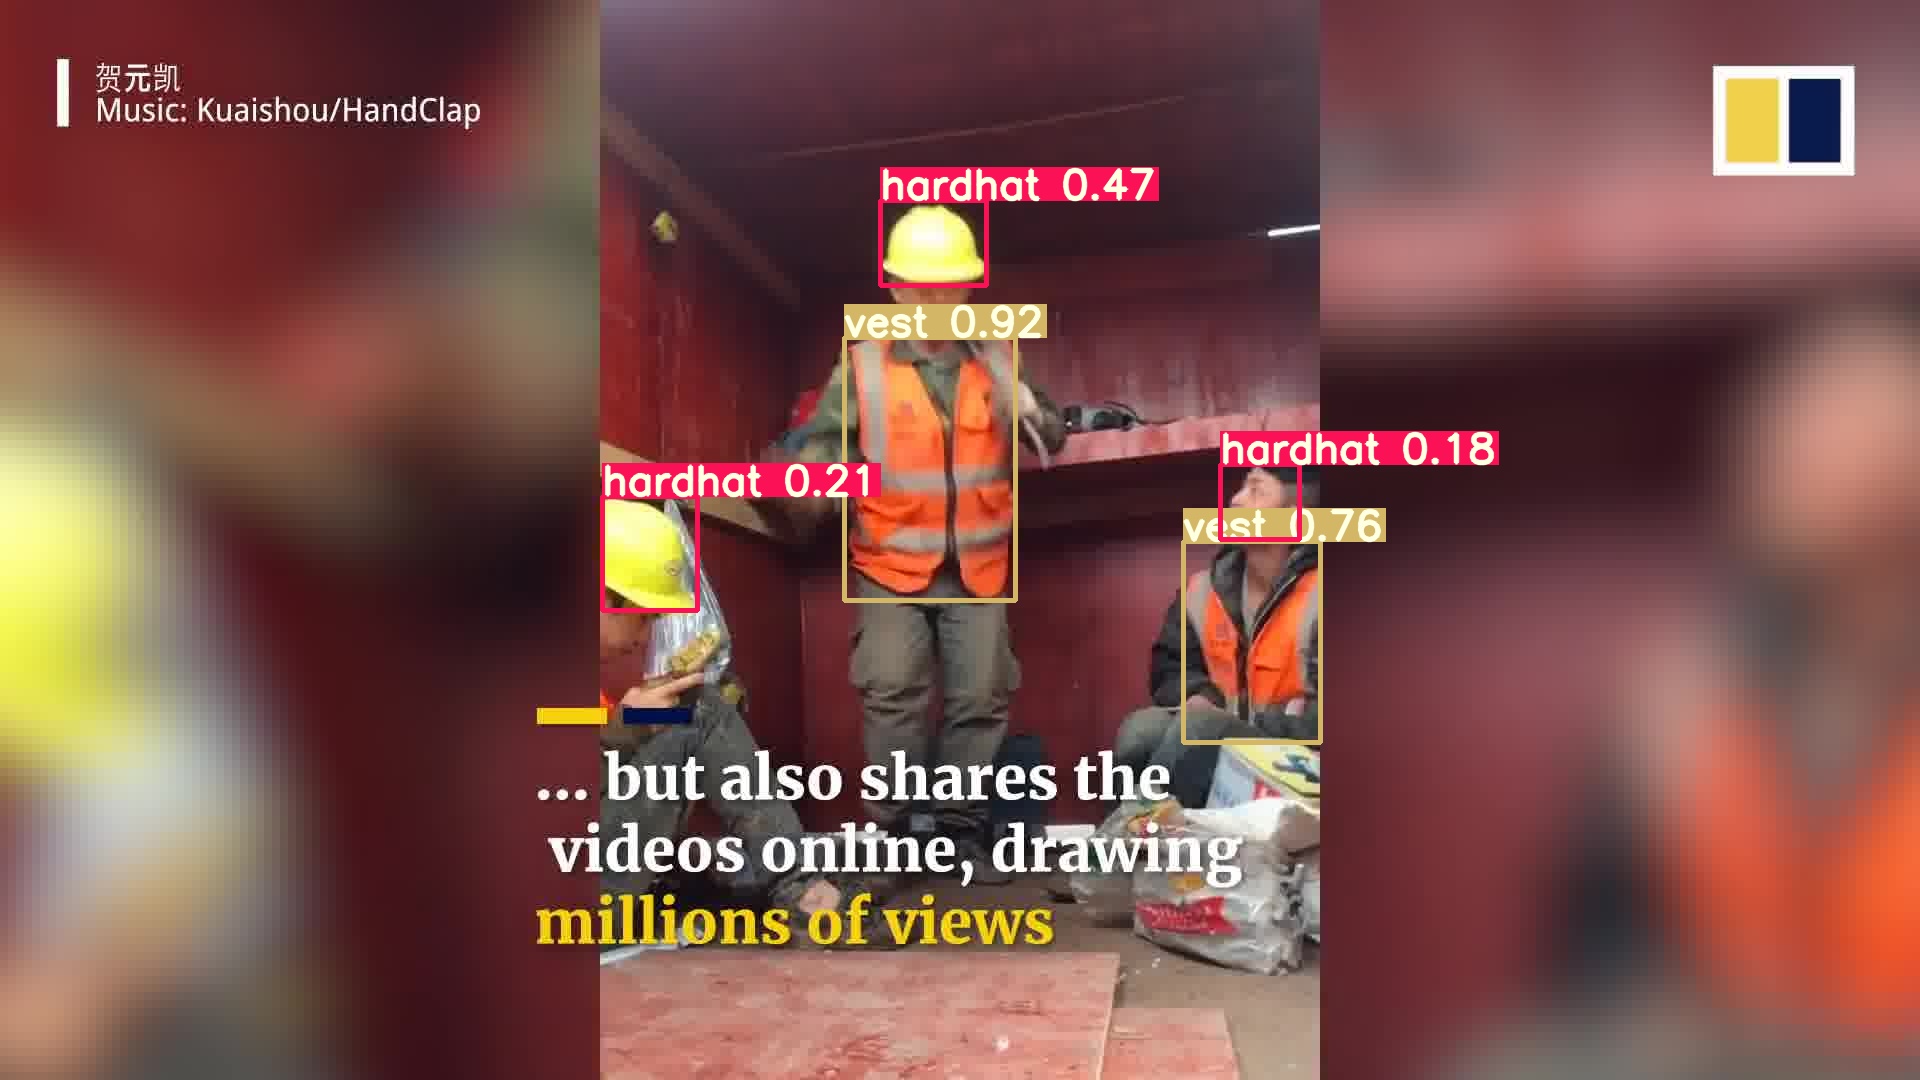 贺元凯
Music: Kuaishou/HandClap
hardhat 0.47
vest 0.92
hardhat 0.18
hardhat 0.21
vest 0.76
... but also shares the
videos online, drawing
millions of views